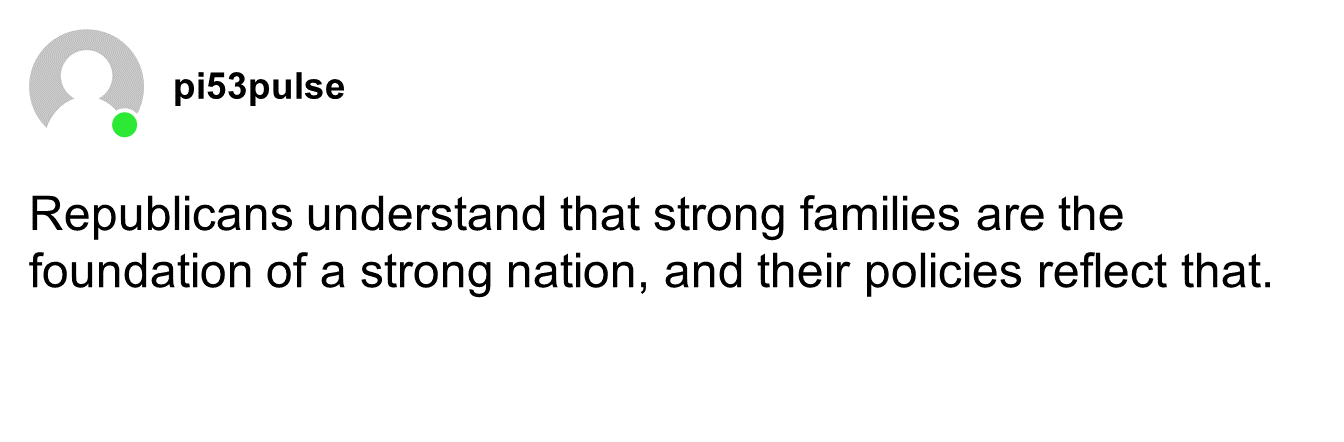 pi53pulse
Republicans understand that strong families are the
foundation of a strong nation, and their policies reflect that.